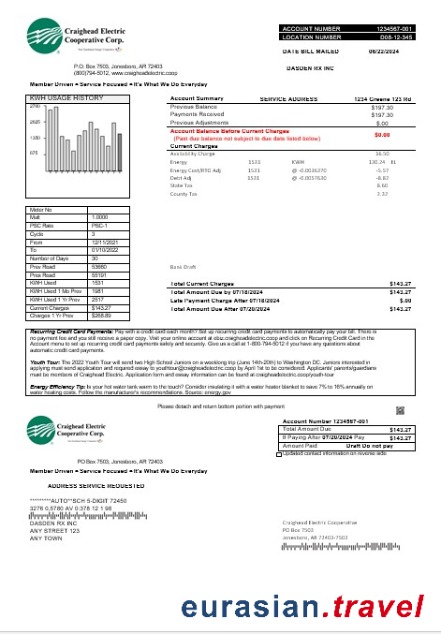 Craighead Electric
Cooperative Corp.
P.O. Box 7503, Jonesboro, AR 72403
(800)794-5012, www.craigheadelectric.coop
Member Driven = Service Focused = It's What We Do Everyday
ACCOUNT NUMBER 1234567-001
LOCATION NUMBER D08-12-345
DATE BILL MAILED 06/22/2024
DASDEN RX INC
KWH USAGE HISTORY
2700
2025
1350
675
Account Summary SERVICE ADDRESS 1234 Greene 123 Rd
Previous Balance $197.30
Payments Received $197.30
Previous Adjustments $.00
Account Balance Before Current Charges $0.00
(Past due balance not subject to due date listed below)
Current Charges
Availability Charge
Energy 1531 KWH
Energy Cost/RTO Adj 1531 -5.57
Debt Adj 1531 -8.82
State Tax 8.60
County Tax 1.32
Meter No
Mult 1.0000
PSC Rate PSC-1
Cycle 3
From 12/11/2021
To 01/10/2022
Number of Days 30
Prev Read 53660
Pres Read 55191
KWH Used 1531
KWH Used 1 Mo Prev 1981
KWH Used 1 Yr Prev 2017
Current Charges $143.27
Charges 1 Yr Prev
Bank Draft
Total Current Charges $143.27
Total Amount Due By 07/18/2024 $143.27
Late Payment Charge After 07/18/2024 $.00
Total Amount Due After 07/20/2024 $143.27
Recurring Credit Card Payments: Pay with a credit card each month! Set up recurring credit card payments to automatically pay your bill. There is
no payment fee and you will receive a paper copy. Visit your online account at ebiz.craigheadelectric.coop and click on Recurring Credit Card in the
Account menu to set up recurring credit card payments safely and securely. Give us a call at 1-800-794-5012 if you have any questions about
automatic credit card payments.
Youth Tour: The 2022 Youth Tour will send two High School Juniors on a weeklong trip (June 14th-20th) to Washington DC. Juniors interested in
applying must send application and required essay to youthtour@craigheadelectric.coop by April 1st to be considered. Applicants' parents/guardians
must be members of Craighead Electric. Application form and essay information can be found at craigheadelectric.coop/youth-tour
Energy Efficiency Tip: Is your hot water tank warm to the touch? Consider insulating it with a water heater blanket to save 7% to 16% annually on
water heating costs. Follow the manufacturer's recommendations. Source: energy.gov
Please detach and return bottom portion with payment
Craighead Electric
Cooperative Corp.
PO Box 7503, Jonesboro, AR 72403
Member Driven = Service Focused = It's What We Do Everyday
Account Number 1234567-001
Total Amount Due $143.27
If Paying After 07/20/2024 Pay $143.27
Amount Paid Draft Do not pay
Updated contact information on reverse side
ADDRESS SERVICE REQUESTED
*********AUTO**SCH 5-DIGIT 72450
3276 0.5780 AV 0.378 12 1 98
DASDEN RX INC
ANY STREET 123
ANY TOWN
Craighead Electric Cooperative
PO Box 7503
Jonesboro, AR 72403-7503
eurasian.travel